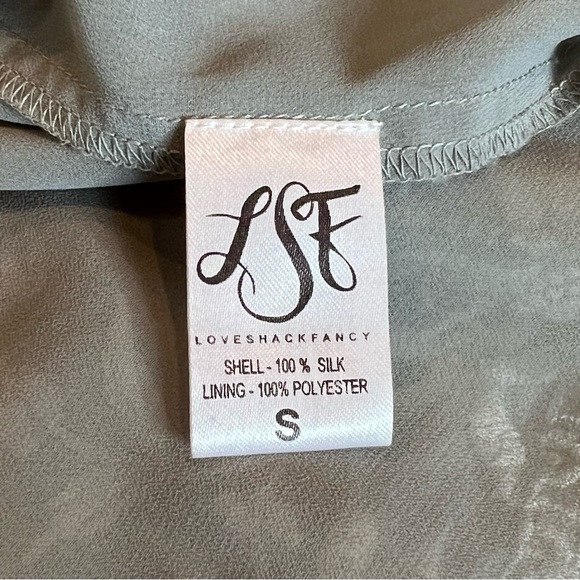 LSF
LOVESHACKFANCY
SHELL - 100 % SILK
LINING - 100% POLYESTER
S